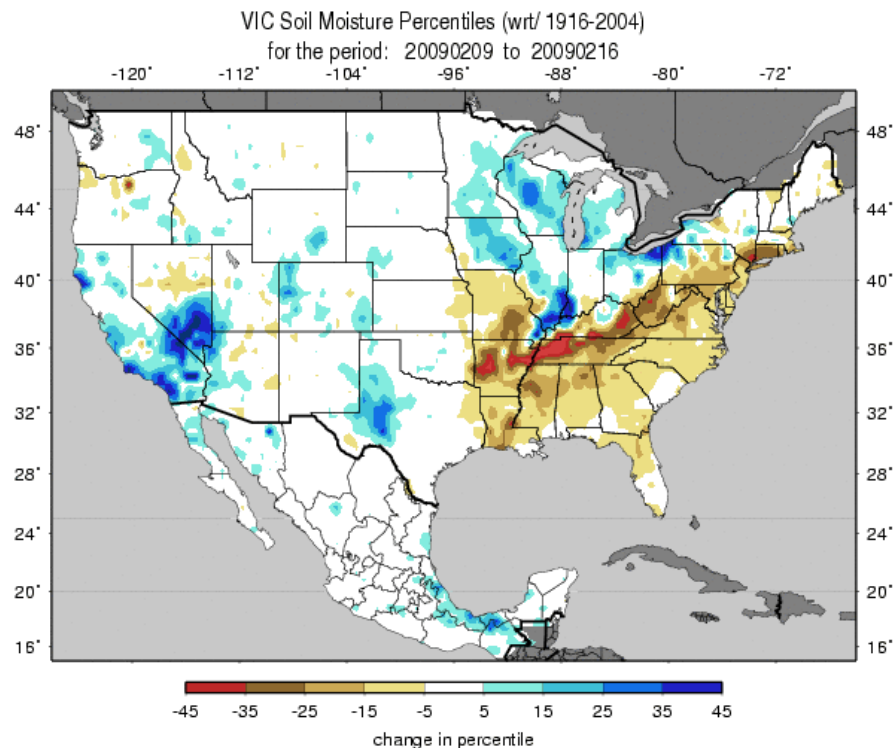 VIC Soil Moisture Percentiles (wrt/ 1916-2004)
for the period: 20090209 to 20090216
-120° -112° -104° -96° -88° -80° -72°
48° 48°
44° 44°
40° 40°
36° 36°
32° 32°
28° 28°
24° 24°
20° 20°
16° 16°
-45 -35 -25 -15 -5 5 15 25 35 45
change in percentile